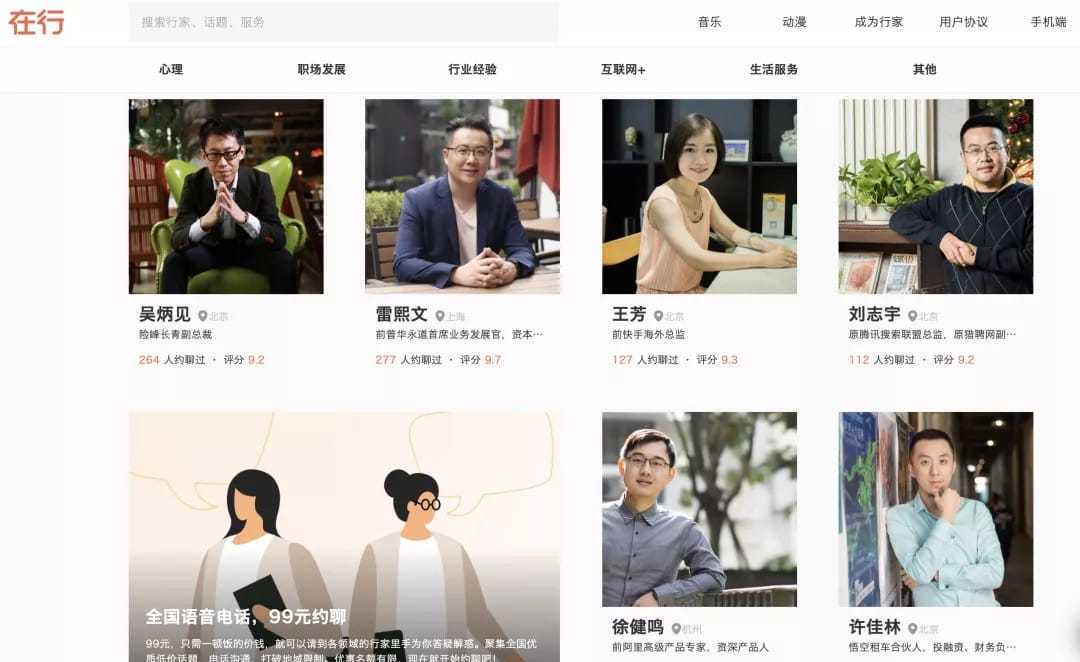 在行
搜索行家、话题、服务
音乐
动漫
成为行家
用户协议
手机端
心理
职场发展
行业经验
互联网+
生活服务
其他
吴炳见 北京
险峰长青副总裁
264 人约聊过 · 评分 9.2
雷熙文 上海
前普华永道首席业务发展官，资本…
277 人约聊过 · 评分 9.7
王芳 北京
前快手海外总监
127 人约聊过 · 评分 9.3
刘志宇 北京
原腾讯搜索联盟总监，原猎聘网副…
112 人约聊过 · 评分 9.2
全国语音电话，99元约聊
99元，只需一顿饭的价钱，就可以请到各领域的行家里手为你答疑解惑。聚集全国优
质低价话题，电话沟通，打破地域限制。优惠名额有限，现在就开始约聊吧!
徐健鸣 杭州
前阿里高级产品专家、资深产品人
许佳林 北京
悟空租车合伙人，投融资、财务负…